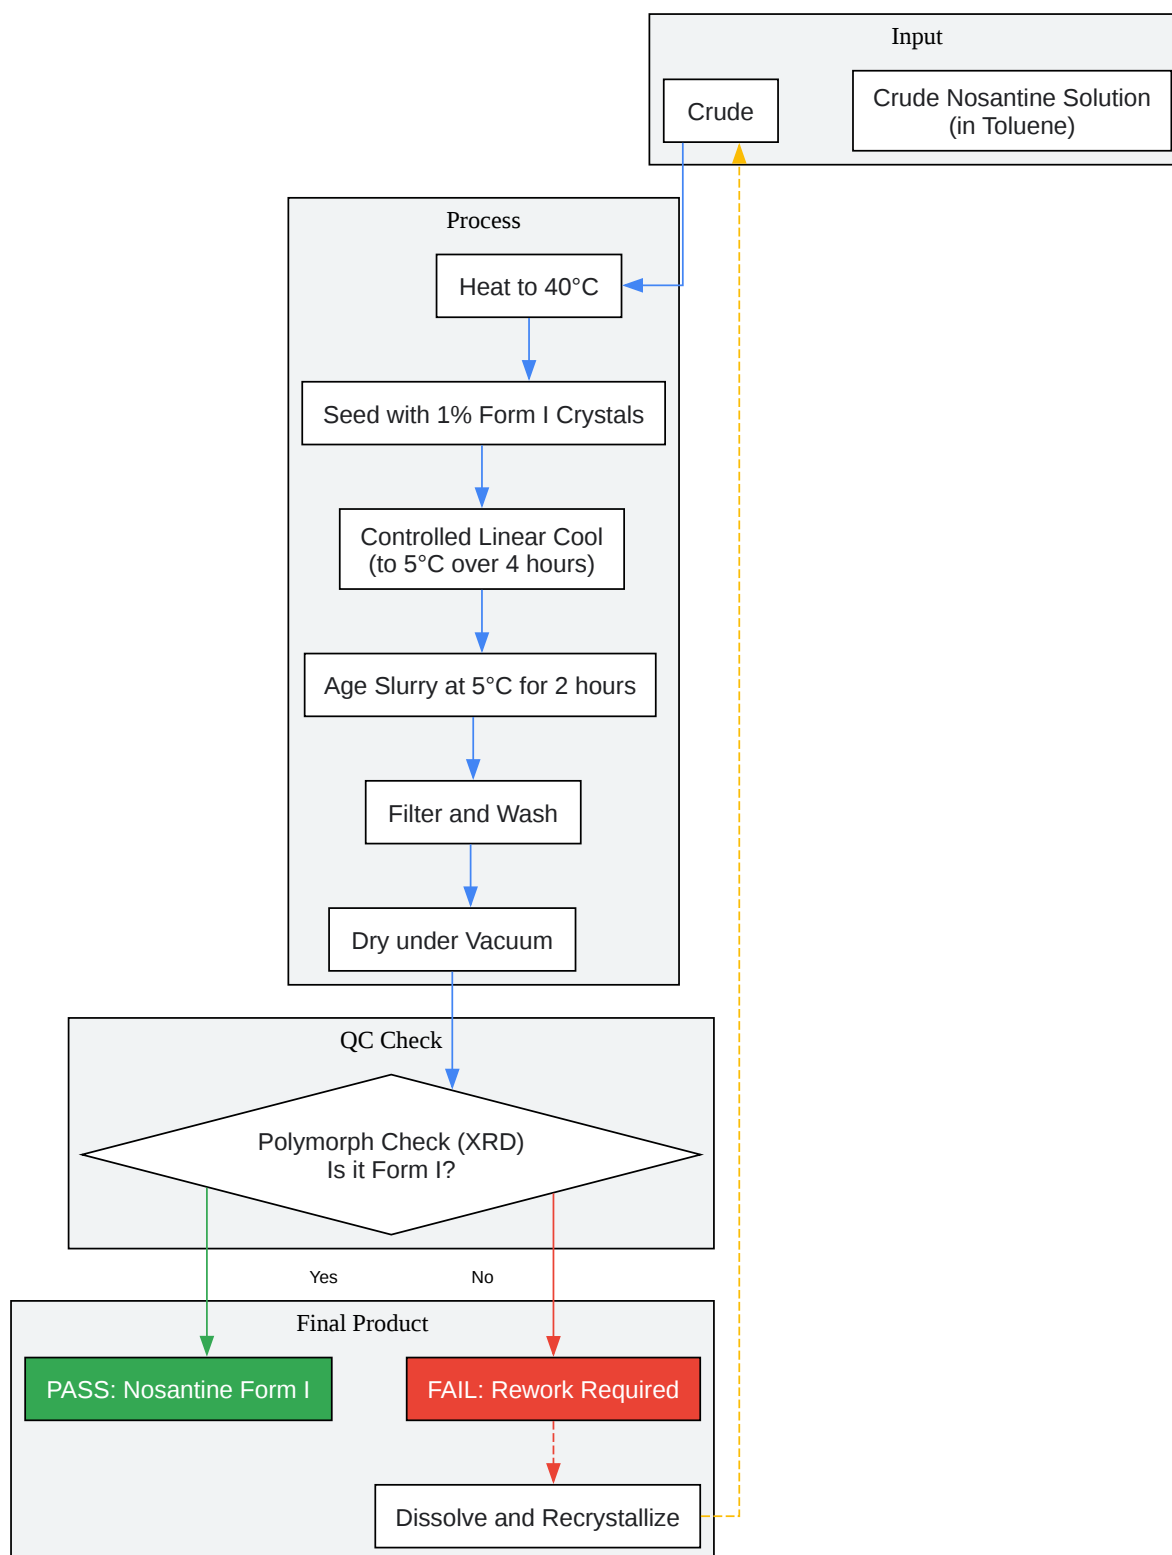 Input
Crude
Crude Nosantine Solution
(in Toluene)
Process
Heat to 40°C
Seed with 1% Form I Crystals
Controlled Linear Cool
(to 5°C over 4 hours)
Age Slurry at 5°C for 2 hours
Filter and Wash
Dry under Vacuum
QC Check
Polymorph Check (XRD)
Is it Form I?
Yes
No
Final Product
PASS: Nosantine Form I
FAIL: Rework Required
Dissolve and Recrystallize